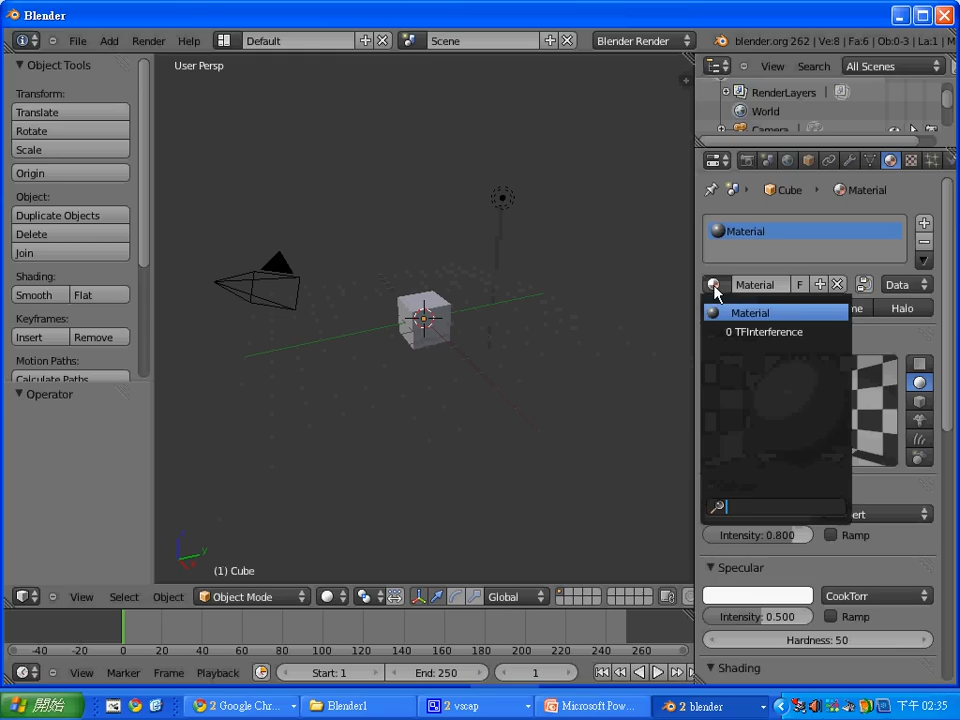 Blender
File Add Render Help Default Scene Blender Render blender.org 262 | Ve:8 | Fa:6 | Ob:0-3 | La:1 | M
Object Tools
Transform:
Translate
Rotate
Scale
Origin
Object:
Duplicate Objects
Delete
Join
Shading:
Smooth Flat
Keyframes:
Insert Remove
Motion Paths:
Calculate Paths
Operator
User Persp
(1) Cube
View Search All Scenes
RenderLayers
World
Camera
Cube Material
Material
Material F Data
Halo
Material
0 TFInterference
Intensity: 0.800 Ramp
Specular
CookTorr
Intensity: 0.500 Ramp
Hardness: 50
Shading
View Select Object Object Mode Global
-40 -20 0 20 40 60 80 100 120 140 160 180 200 220 240 260
View Marker Frame Playback Start: 1 End: 250 1
開始 2 Google Chr... Blender1 2 vscap Microsoft Pow... 2 blender 下午 02:35